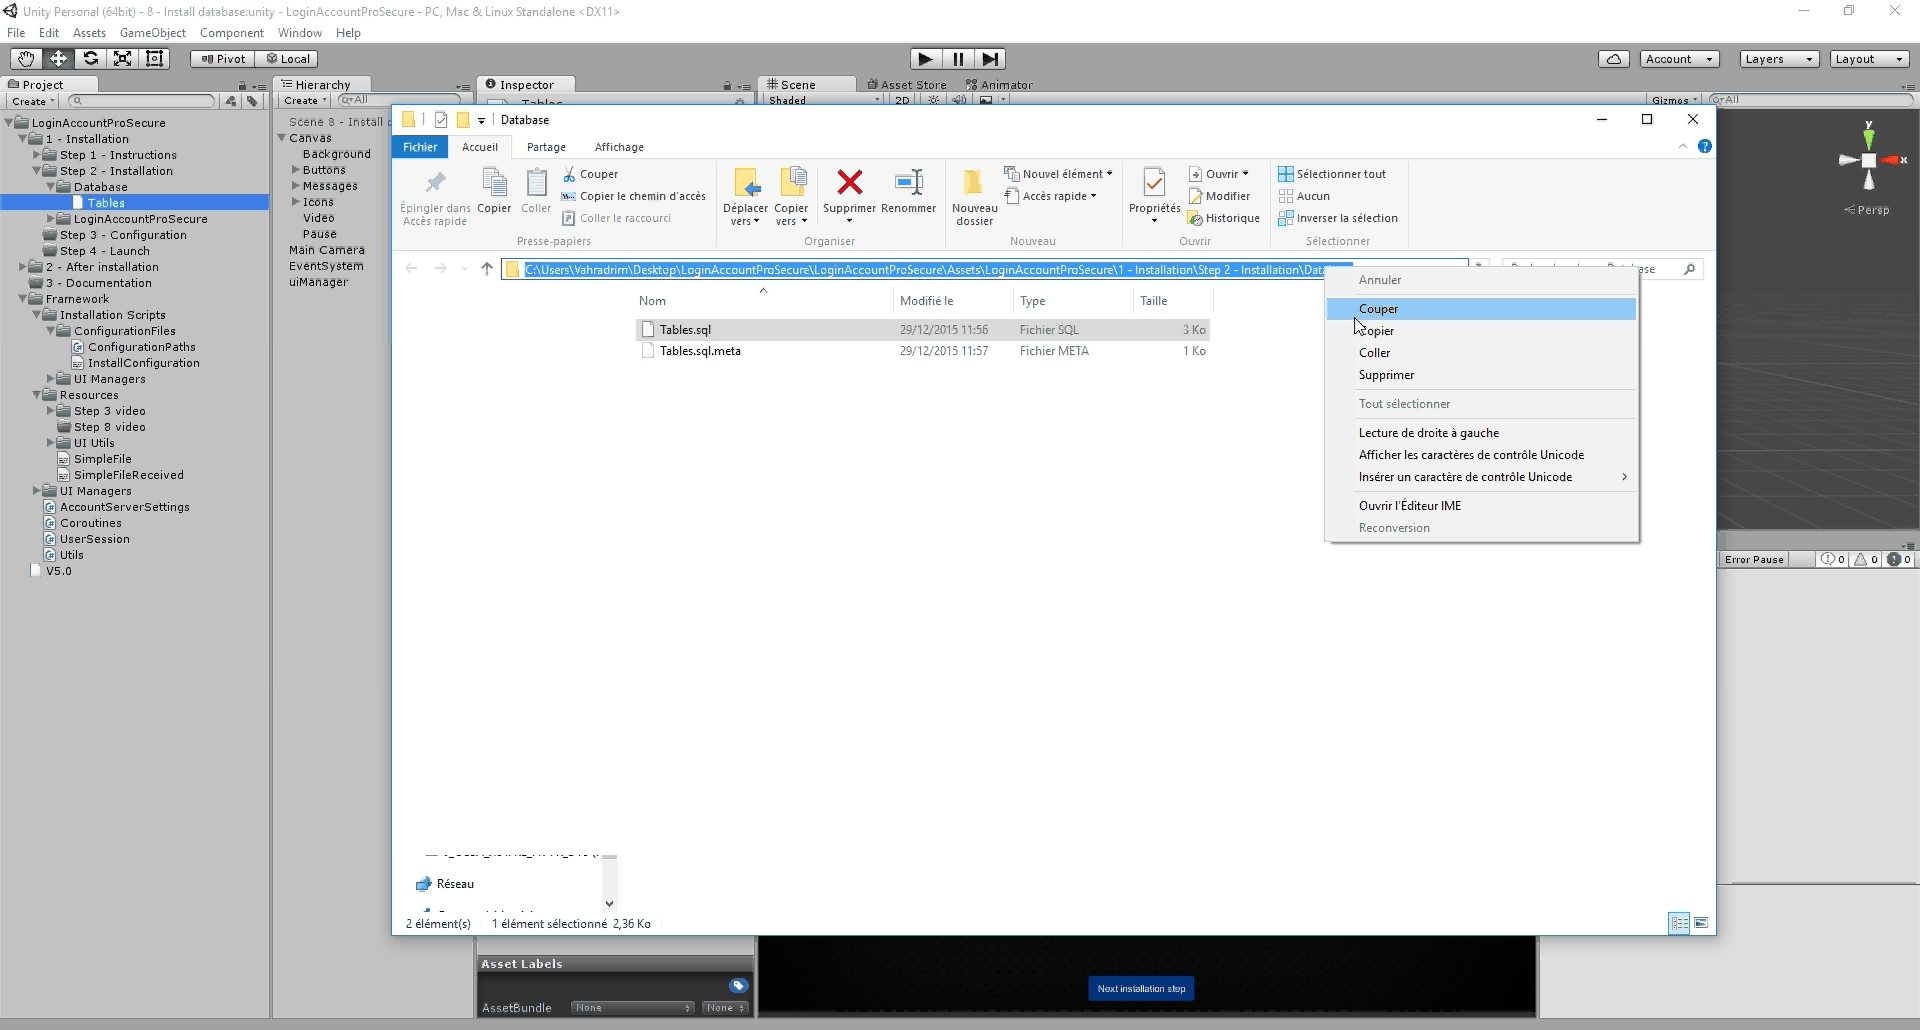 Unity Personal (64bit) - 8 - Install database.unity - LoginAccountProSecure - PC, Mac & Linux Standalone <DX11>
File Edit Assets GameObject Component Window Help
Pivot Local Account Layers Layout
Project Hierarchy Inspector Scene Asset Store Animator
Create Create All Tables Shaded 2D Gizmos All
LoginAccountProSecure
1 - Installation
Step 1 - Instructions
Step 2 - Installation
Database
Tables
LoginAccountProSecure
Step 3 - Configuration
Step 4 - Launch
2 - After installation
3 - Documentation
Framework
Installation Scripts
ConfigurationFiles
ConfigurationPaths
InstallConfiguration
UI Managers
Resources
Step 3 video
Step 8 video
UI Utils
SimpleFile
SimpleFileReceived
UI Managers
AccountServerSettings
Coroutines
UserSession
Utils
V5.0
Scene 8 - Install
Canvas
Background
Buttons
Messages
Icons
Video
Pause
Main Camera
EventSystem
uiManager
Database
Fichier Accueil Partage Affichage
Épingler dans Accès rapide
Copier
Coller
Couper
Copier le chemin d'accès
Coller le raccourci
Presse-papiers
Déplacer vers
Copier vers
Supprimer
Renommer
Organiser
Nouveau dossier
Nouvel élément
Accès rapide
Nouveau
Propriétés
Ouvrir
Modifier
Historique
Ouvrir
Sélectionner tout
Aucun
Inverser la sélection
Sélectionner
C:\Users\Vahradrim\Desktop\LoginAccountProSecure\LoginAccountProSecure\Assets\LoginAccountProSecure\1 - Installation\Step 2 - Installation\Dat
Nom Modifié le Type Taille
Tables.sql 29/12/2015 11:56 Fichier SQL 3 Ko
Tables.sql.meta 29/12/2015 11:57 Fichier META 1 Ko
Annuler
Couper
Copier
Coller
Supprimer
Tout sélectionner
Lecture de droite à gauche
Afficher les caractères de contrôle Unicode
Insérer un caractère de contrôle Unicode
Ouvrir l'Éditeur IME
Reconversion
y
x
Persp
Error Pause 0 0 0
Réseau
2 élément(s) 1 élément sélectionné 2,36 Ko
Asset Labels
AssetBundle None None
Next installation step